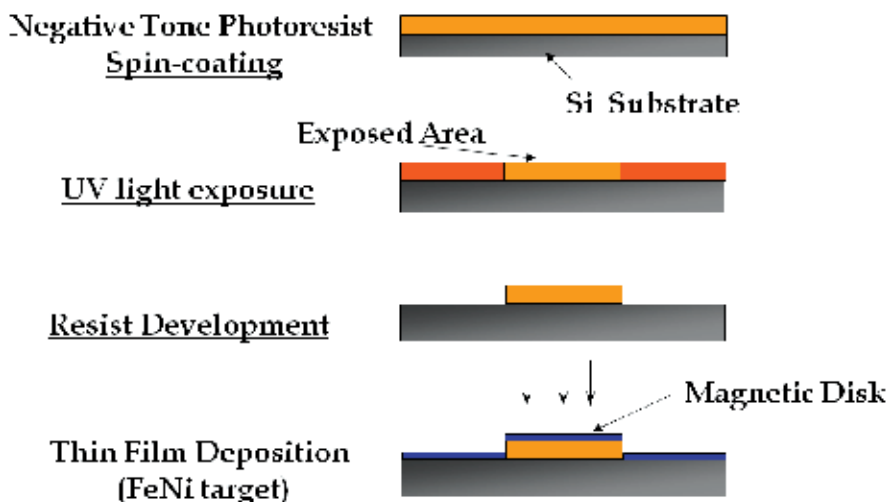 Negative Tone Photoresist
Spin-coating
Si Substrate
Exposed Area
UV light exposure
Resist Development
Magnetic Disk
Thin Film Deposition
(FeNi target)